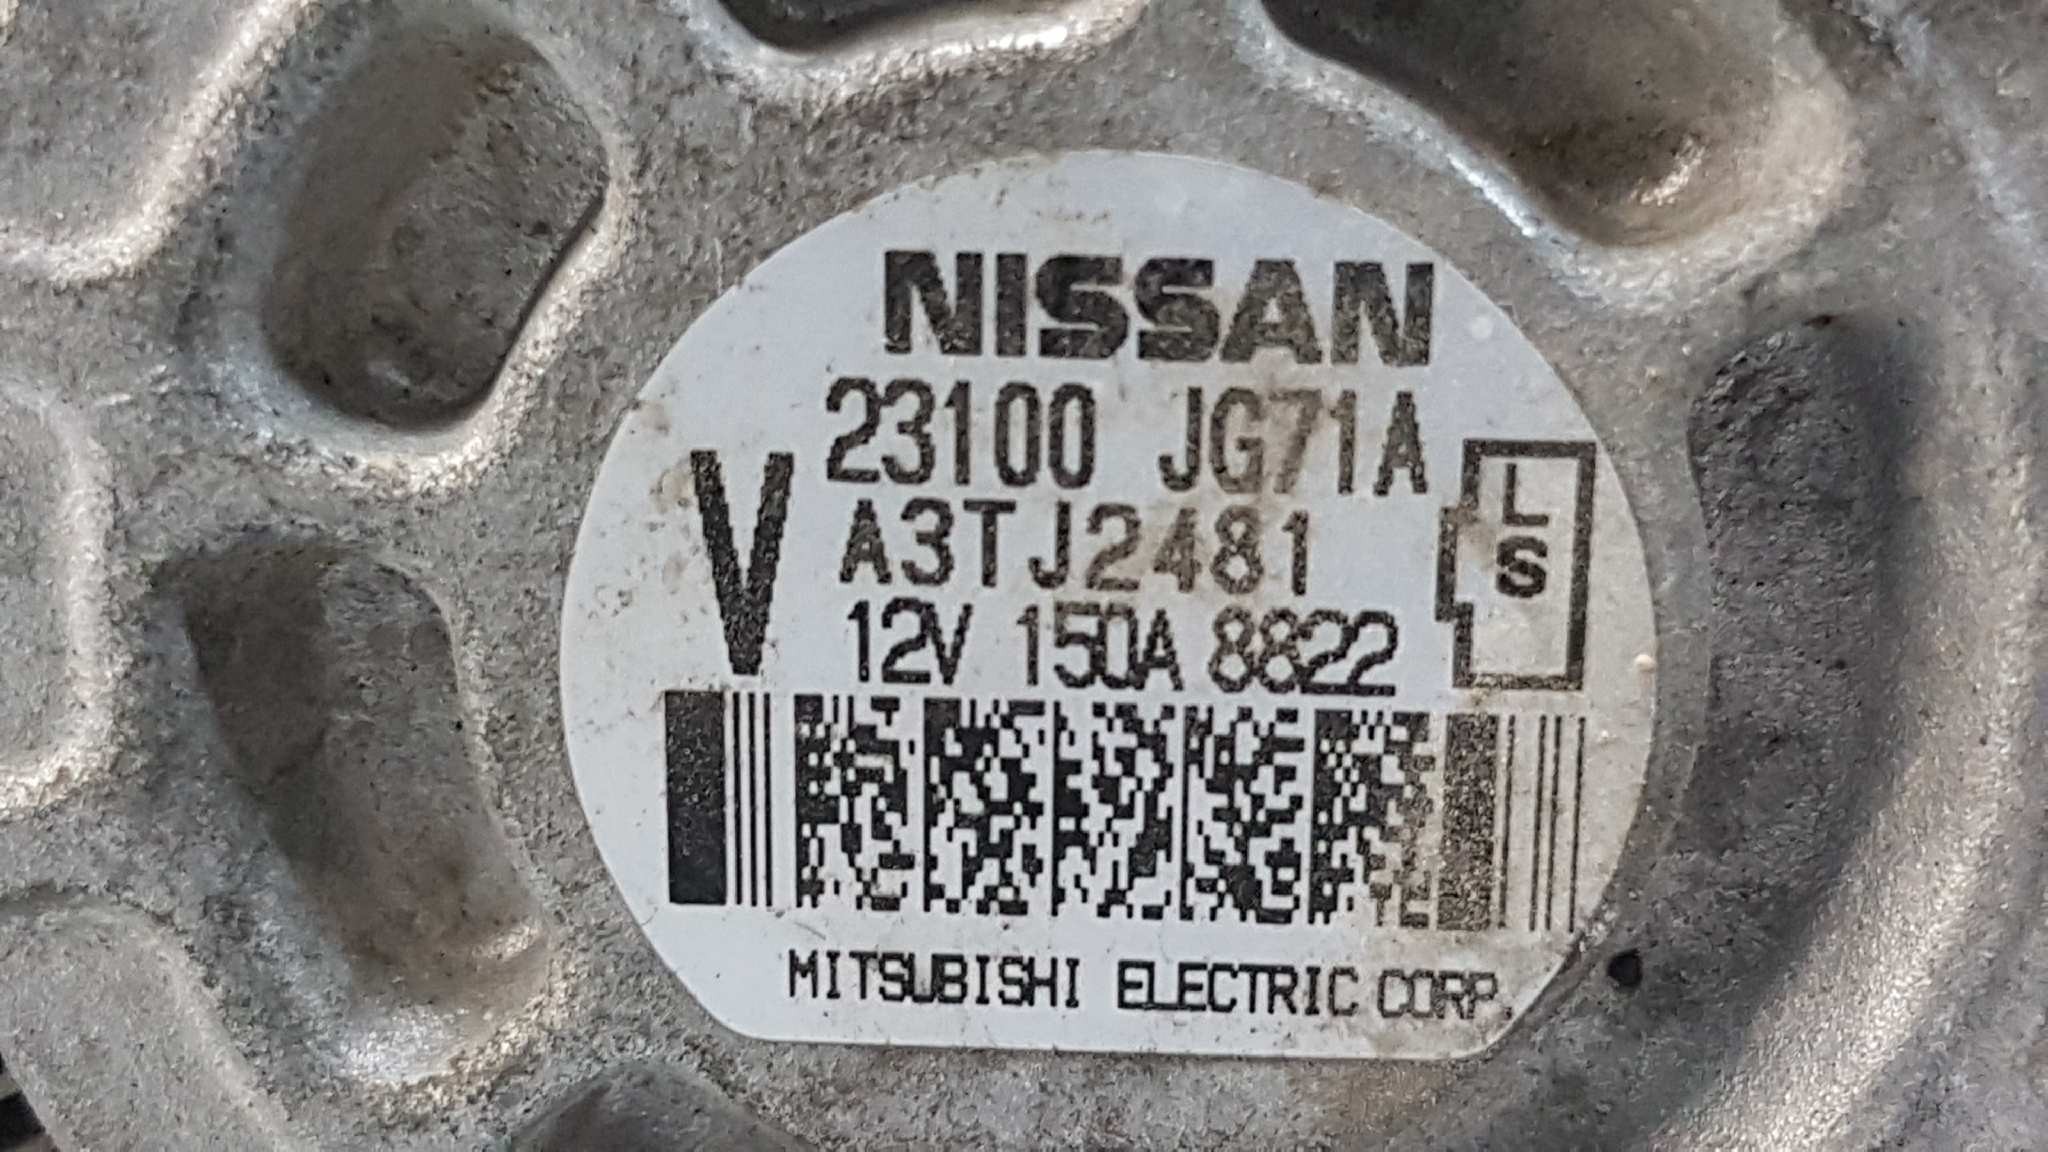 NISSAN
23100 JG71A
V
A3TJ2481
L
S
12V 150A 8822
MITSUBISHI ELECTRIC CORP.